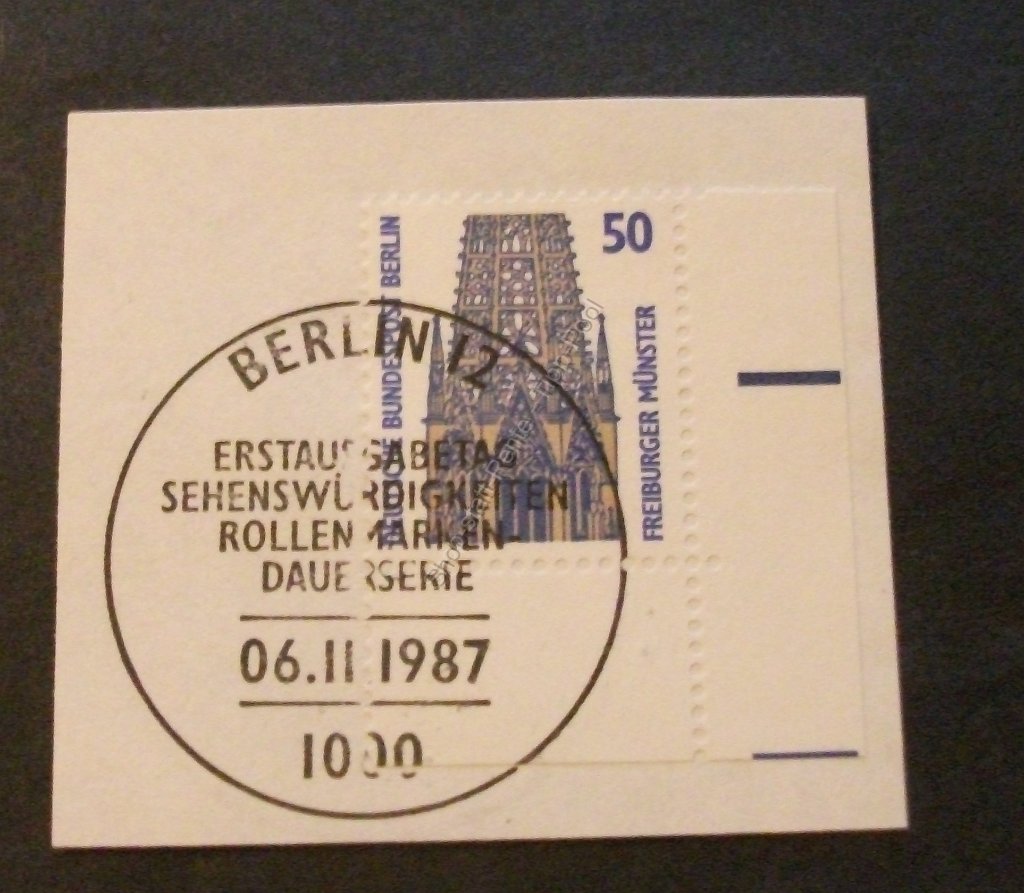 50
DEUTSCHE BUNDESPOST BERLIN
FREIBURGER MÜNSTER
BERLIN 12
ERSTAUSGABETAG
SEHENSWÜRDIGKEITEN
ROLLENMARKEN-
DAUERSERIE
06.11.1987
1000